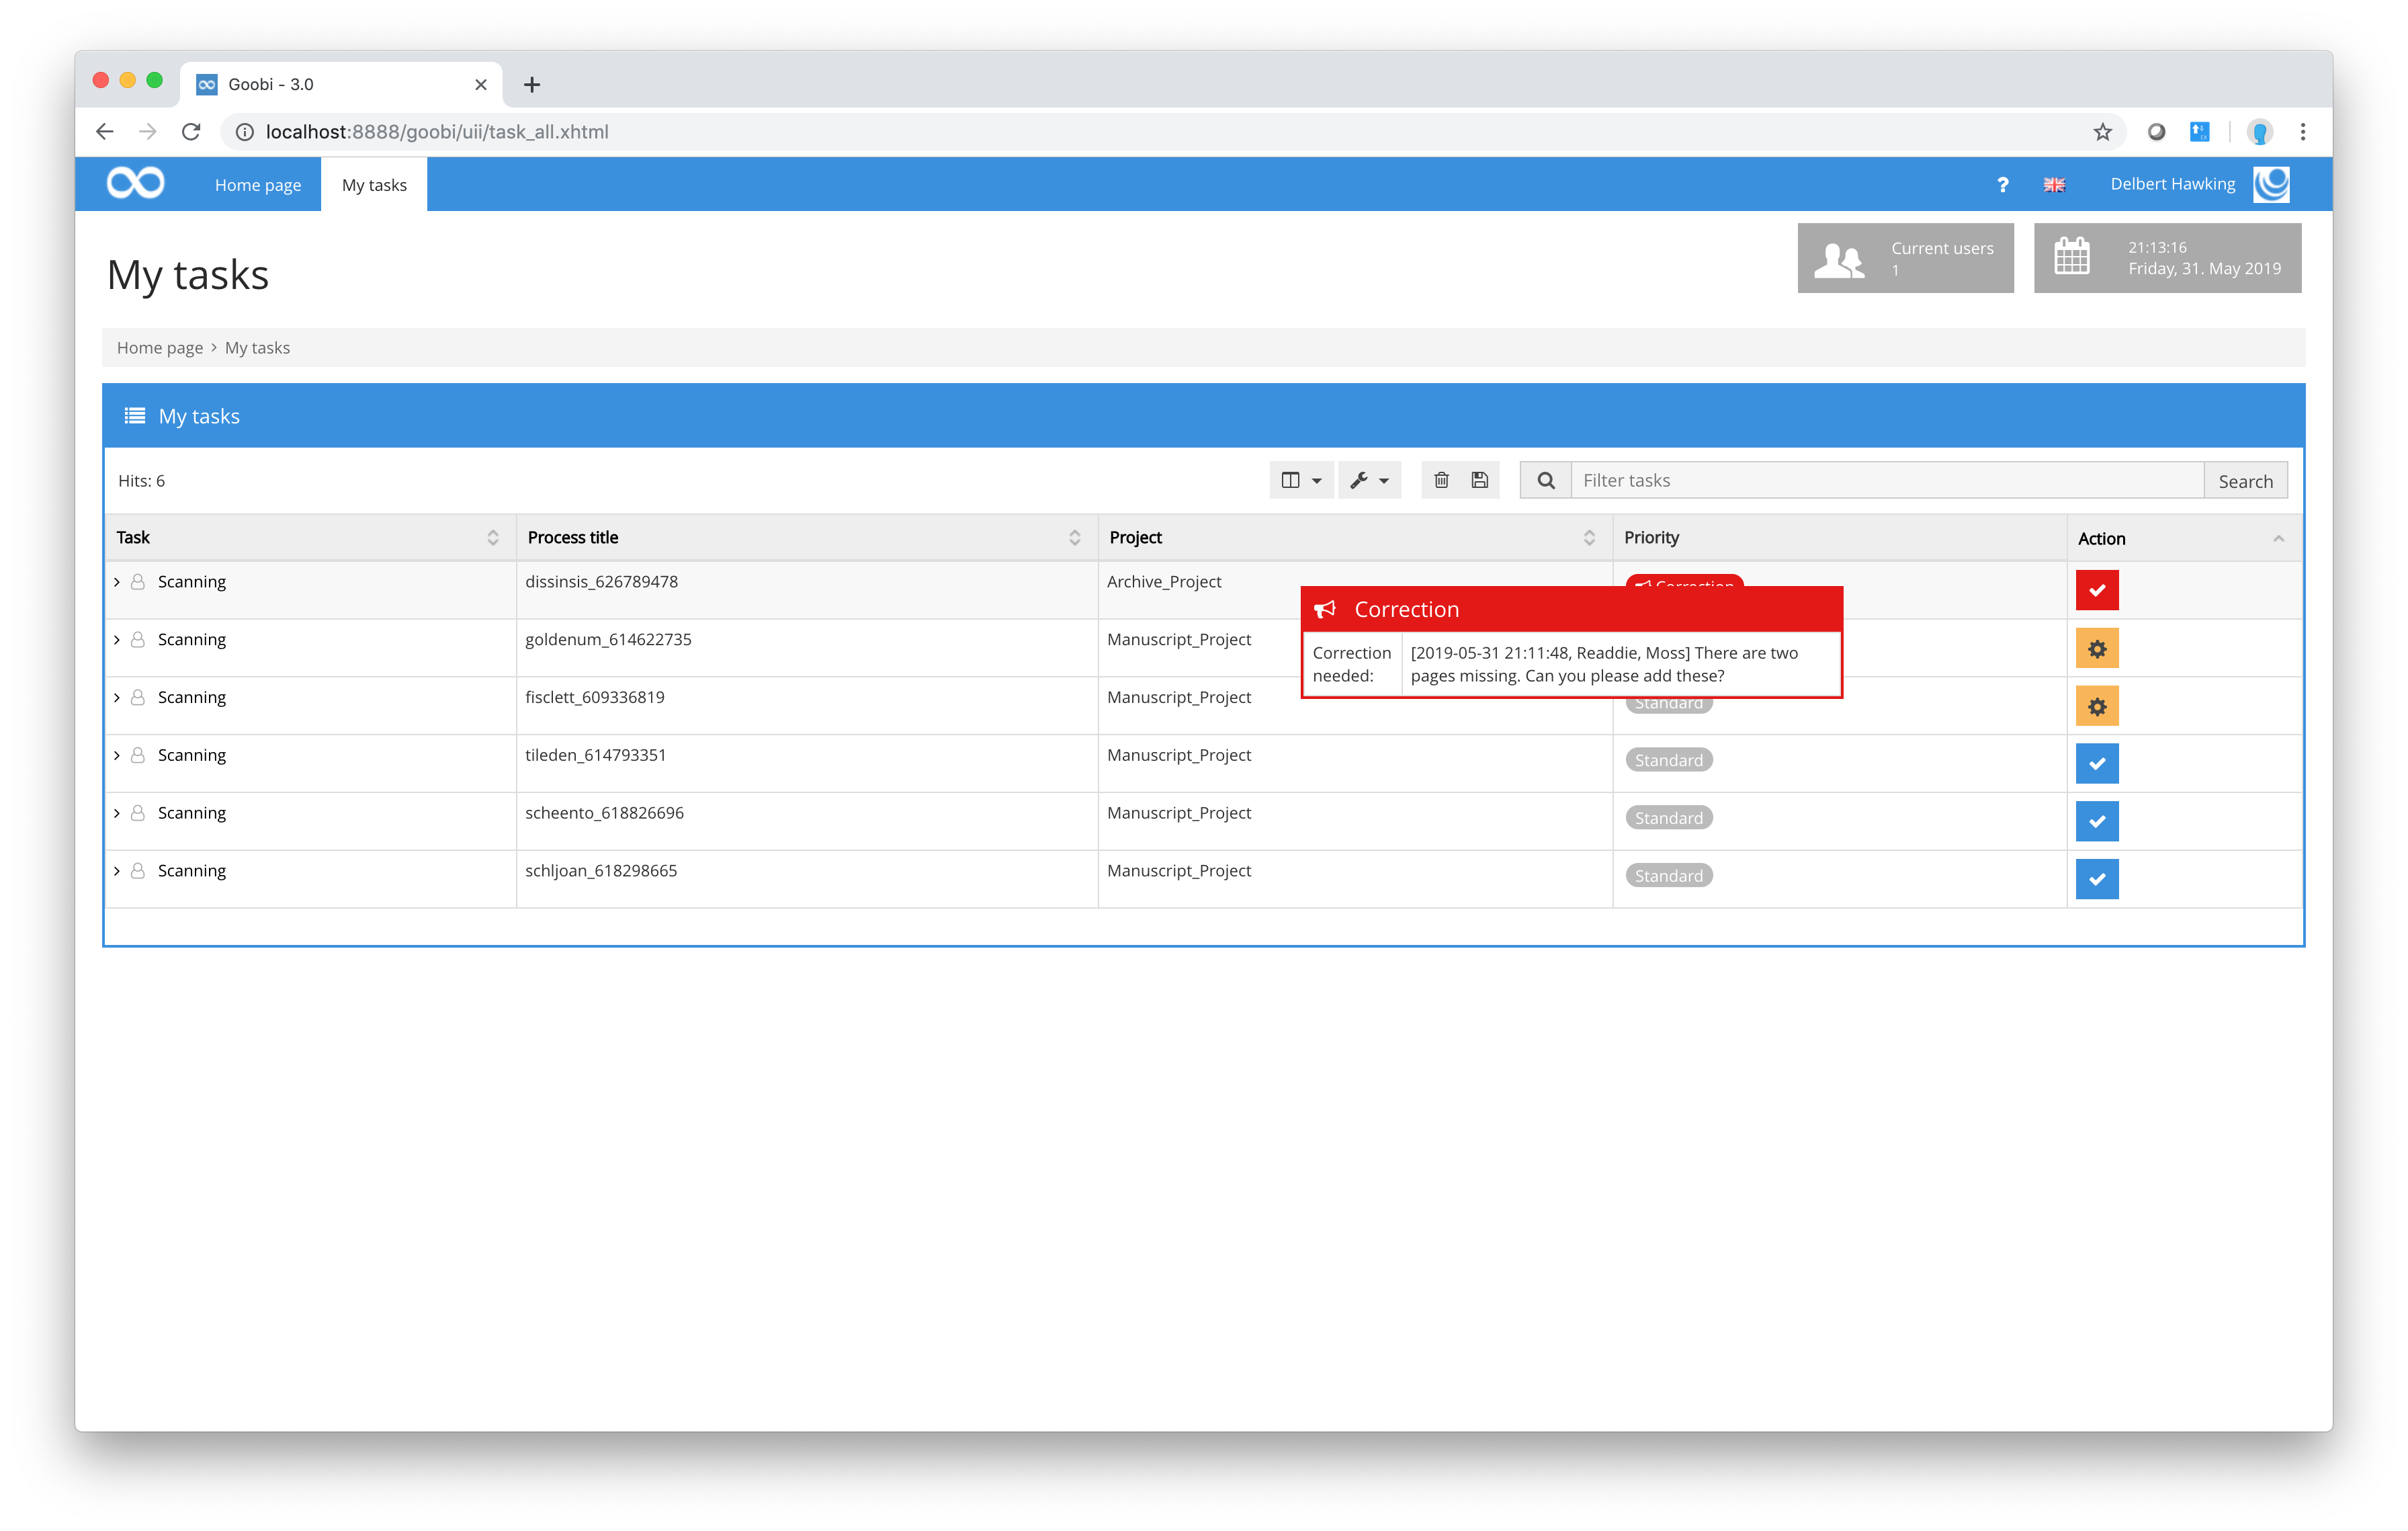 Goobi - 3.0
localhost:8888/goobi/uii/task_all.xhtml
Home page My tasks ? Delbert Hawking
My tasks
Current users
1
21:13:16
Friday, 31. May 2019
Home page > My tasks
My tasks
Hits: 6 Filter tasks Search
Task Process title Project Priority Action
Scanning dissinsis_626789478 Archive_Project Correction
Correction
Correction needed: [2019-05-31 21:11:48, Readdie, Moss] There are two
pages missing. Can you please add these?
Scanning goldenum_614622735 Manuscript_Project
Scanning fisclett_609336819 Manuscript_Project Standard
Scanning tileden_614793351 Manuscript_Project Standard
Scanning scheento_618826696 Manuscript_Project Standard
Scanning schljoan_618298665 Manuscript_Project Standard